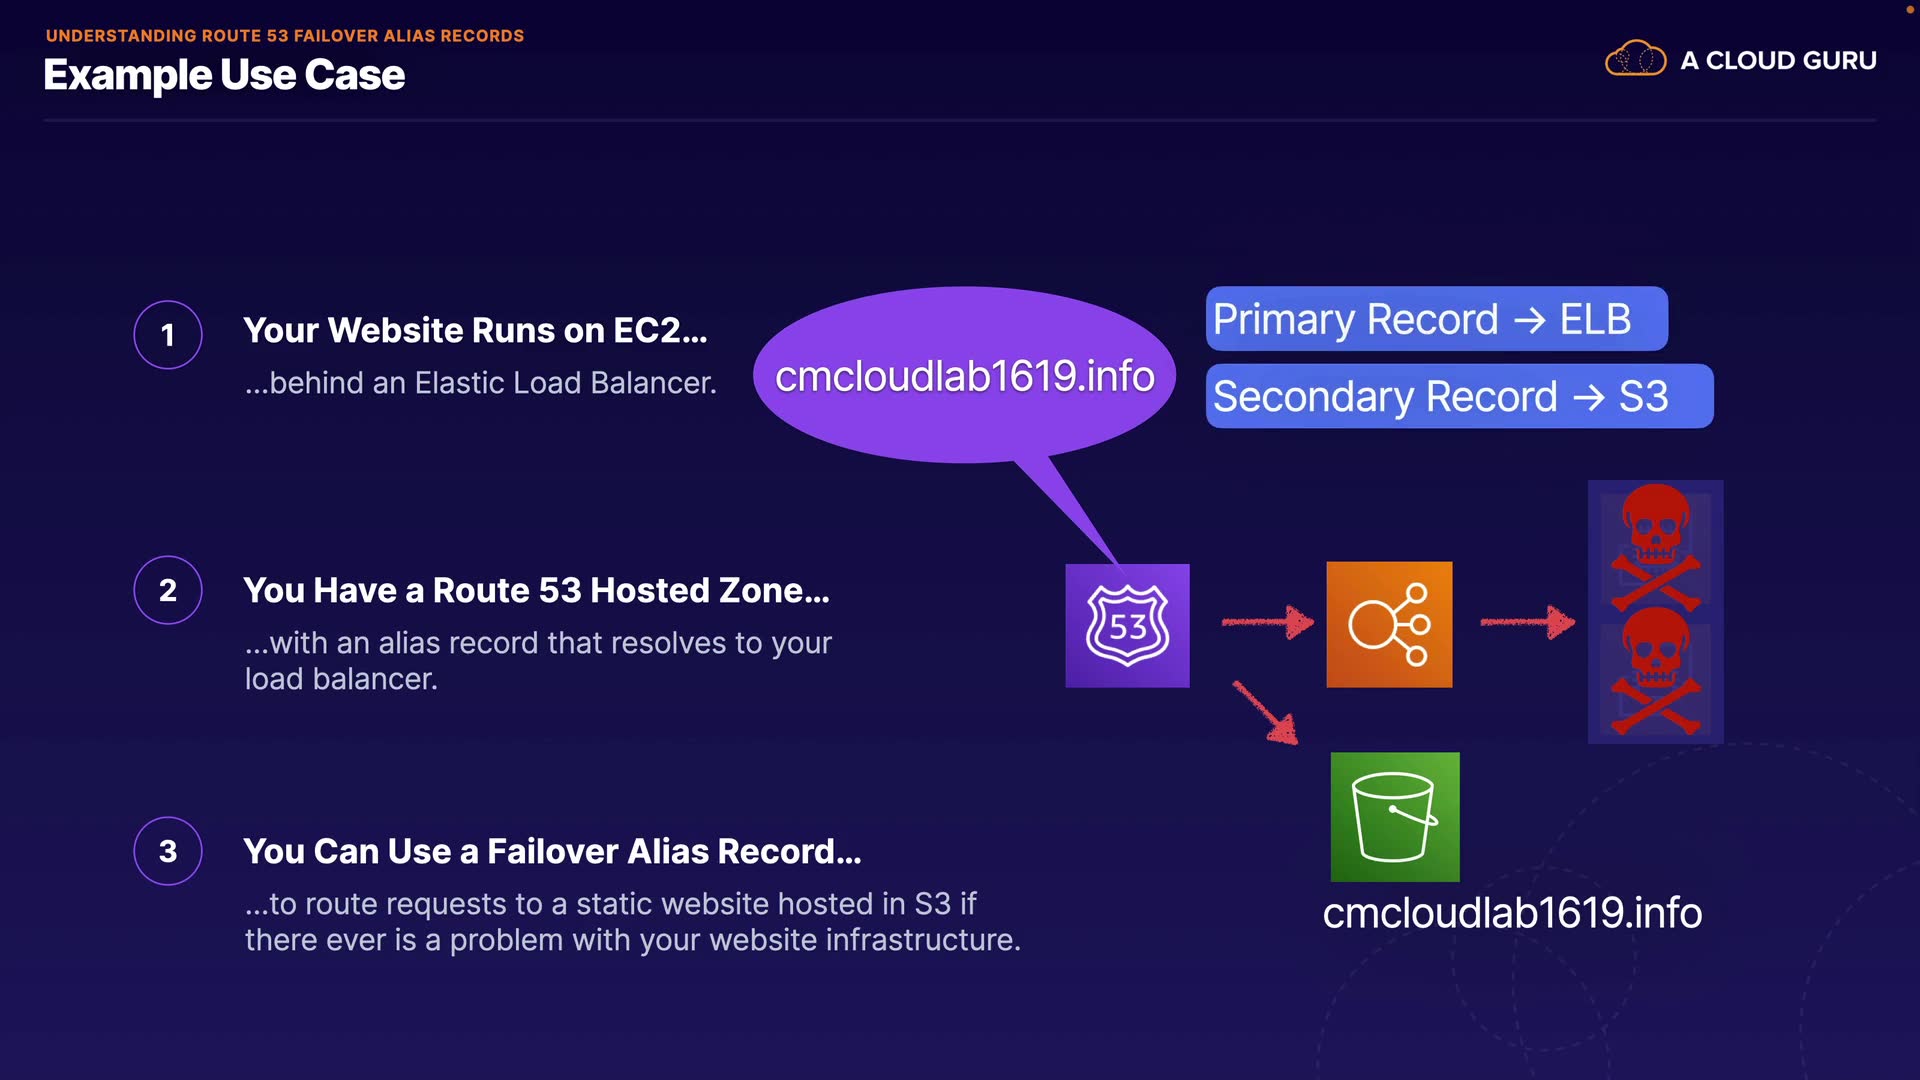 UNDERSTANDING ROUTE 53 FAILOVER ALIAS RECORDS
Example Use Case
A CLOUD GURU
1
Your Website Runs on EC2...
...behind an Elastic Load Balancer.
cmcloudlab1619.info
Primary Record → ELB
Secondary Record → S3
2
You Have a Route 53 Hosted Zone...
...with an alias record that resolves to your
load balancer.
53
3
You Can Use a Failover Alias Record...
...to route requests to a static website hosted in S3 if
there ever is a problem with your website infrastructure.
cmcloudlab1619.info